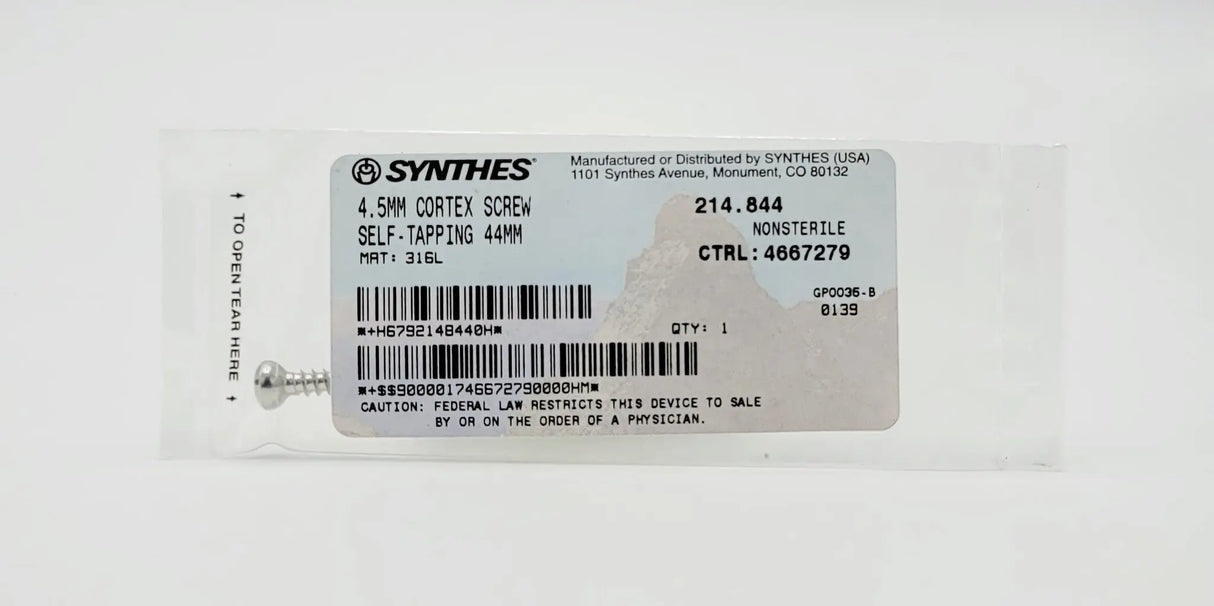 SYNTHES®
Manufactured or Distributed by SYNTHES (USA)
1101 Synthes Avenue, Monument, CO 80132
4.5MM CORTEX SCREW
SELF-TAPPING 44MM
MAT: 316L
214.844
NONSTERILE
CTRL: 4667279
GP0035-B
0139
*+H6792148440H*
QTY: 1
*+$$900001746672790000HM*
CAUTION: FEDERAL LAW RESTRICTS THIS DEVICE TO SALE
BY OR ON THE ORDER OF A PHYSICIAN.
TO OPEN TEAR HERE